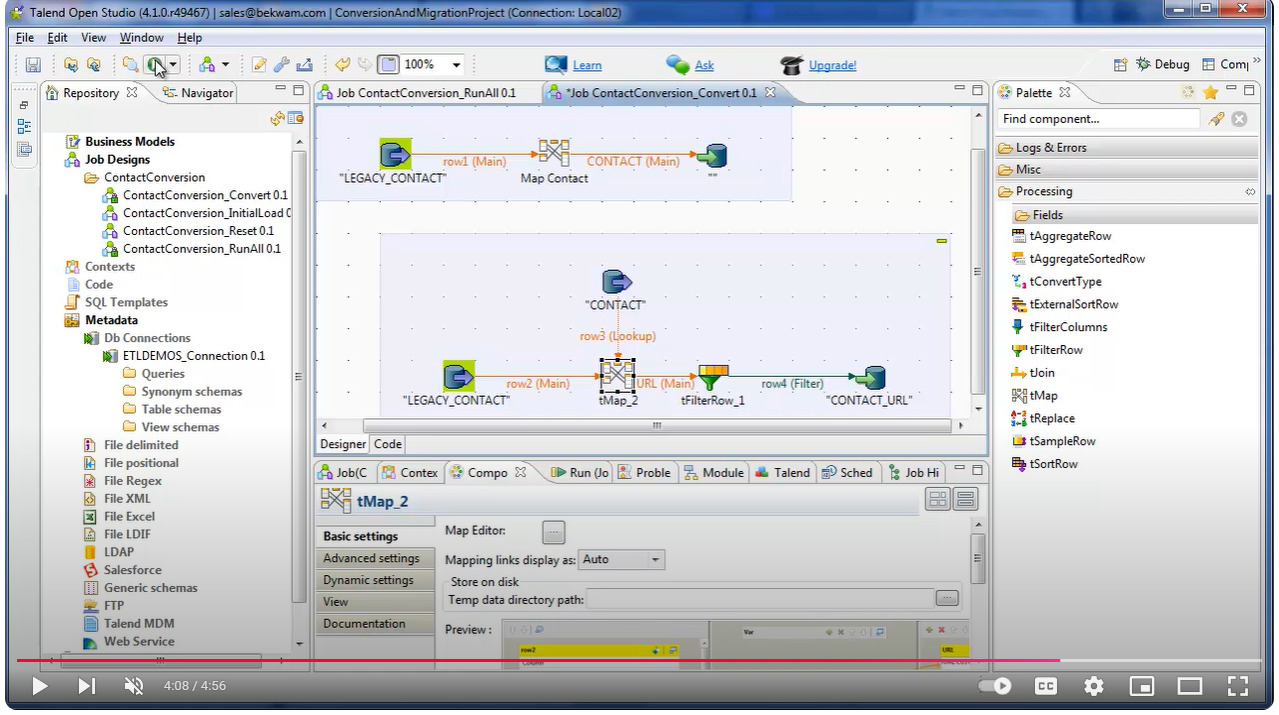 Talend Open Studio (4.1.0.r49467) | sales@bekwam.com | ConversionAndMigrationProject (Connection: Local02)
File Edit View Window Help
100% Learn Ask Upgrade! Debug Com
Repository Navigator
Business Models
Job Designs
ContactConversion
ContactConversion_Convert 0.1
ContactConversion_InitialLoad 0
ContactConversion_Reset 0.1
ContactConversion_RunAll 0.1
Contexts
Code
SQL Templates
Metadata
Db Connections
ETLDEMOS_Connection 0.1
Queries
Synonym schemas
Table schemas
View schemas
File delimited
File positional
File Regex
File XML
File Excel
File LDIF
LDAP
Salesforce
Generic schemas
FTP
Talend MDM
Web Service
Job ContactConversion_RunAll 0.1 *Job ContactConversion_Convert 0.1
row1 (Main) CONTACT (Main)
"LEGACY_CONTACT" Map Contact ""
"CONTACT"
row3 (Lookup)
row2 (Main) URL (Main) row4 (Filter)
"LEGACY_CONTACT" tMap_2 tFilterRow_1 "CONTACT_URL"
Designer Code
Job(C Contex Compo Run (Jo Proble Module Talend Sched Job Hi
tMap_2
Basic settings
Advanced settings
Dynamic settings
View
Documentation
Map Editor: ...
Mapping links display as: Auto
Store on disk
Temp data directory path: ...
Preview :
row2 Var URL
Column
Palette
Find component...
Logs & Errors
Misc
Processing
Fields
tAggregateRow
tAggregateSortedRow
tConvertType
tExternalSortRow
tFilterColumns
tFilterRow
tJoin
tMap
tReplace
tSampleRow
tSortRow
4:08 / 4:56 CC